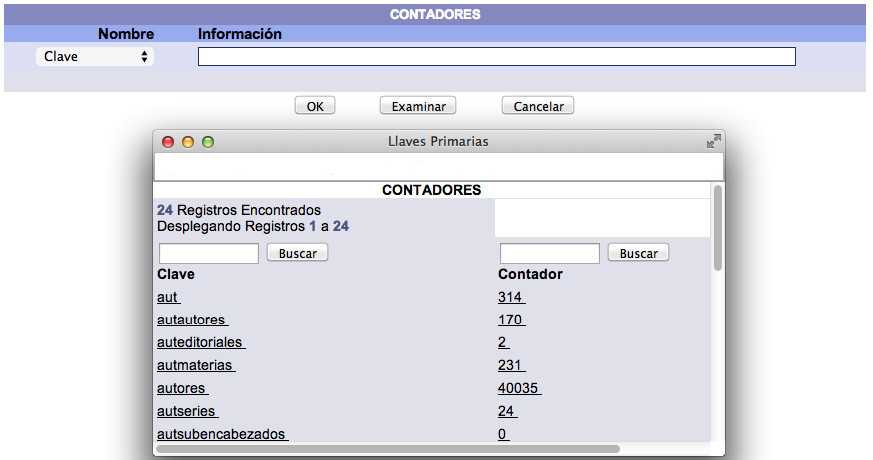 CONTADORES
Nombre Información
Clave
OK Examinar Cancelar
Llaves Primarias
CONTADORES
24 Registros Encontrados
Desplegando Registros 1 a 24
Buscar Buscar
Clave Contador
aut 314
autautores 170
auteditoriales 2
autmaterias 231
autores 40035
autseries 24
autsubencabezados 0